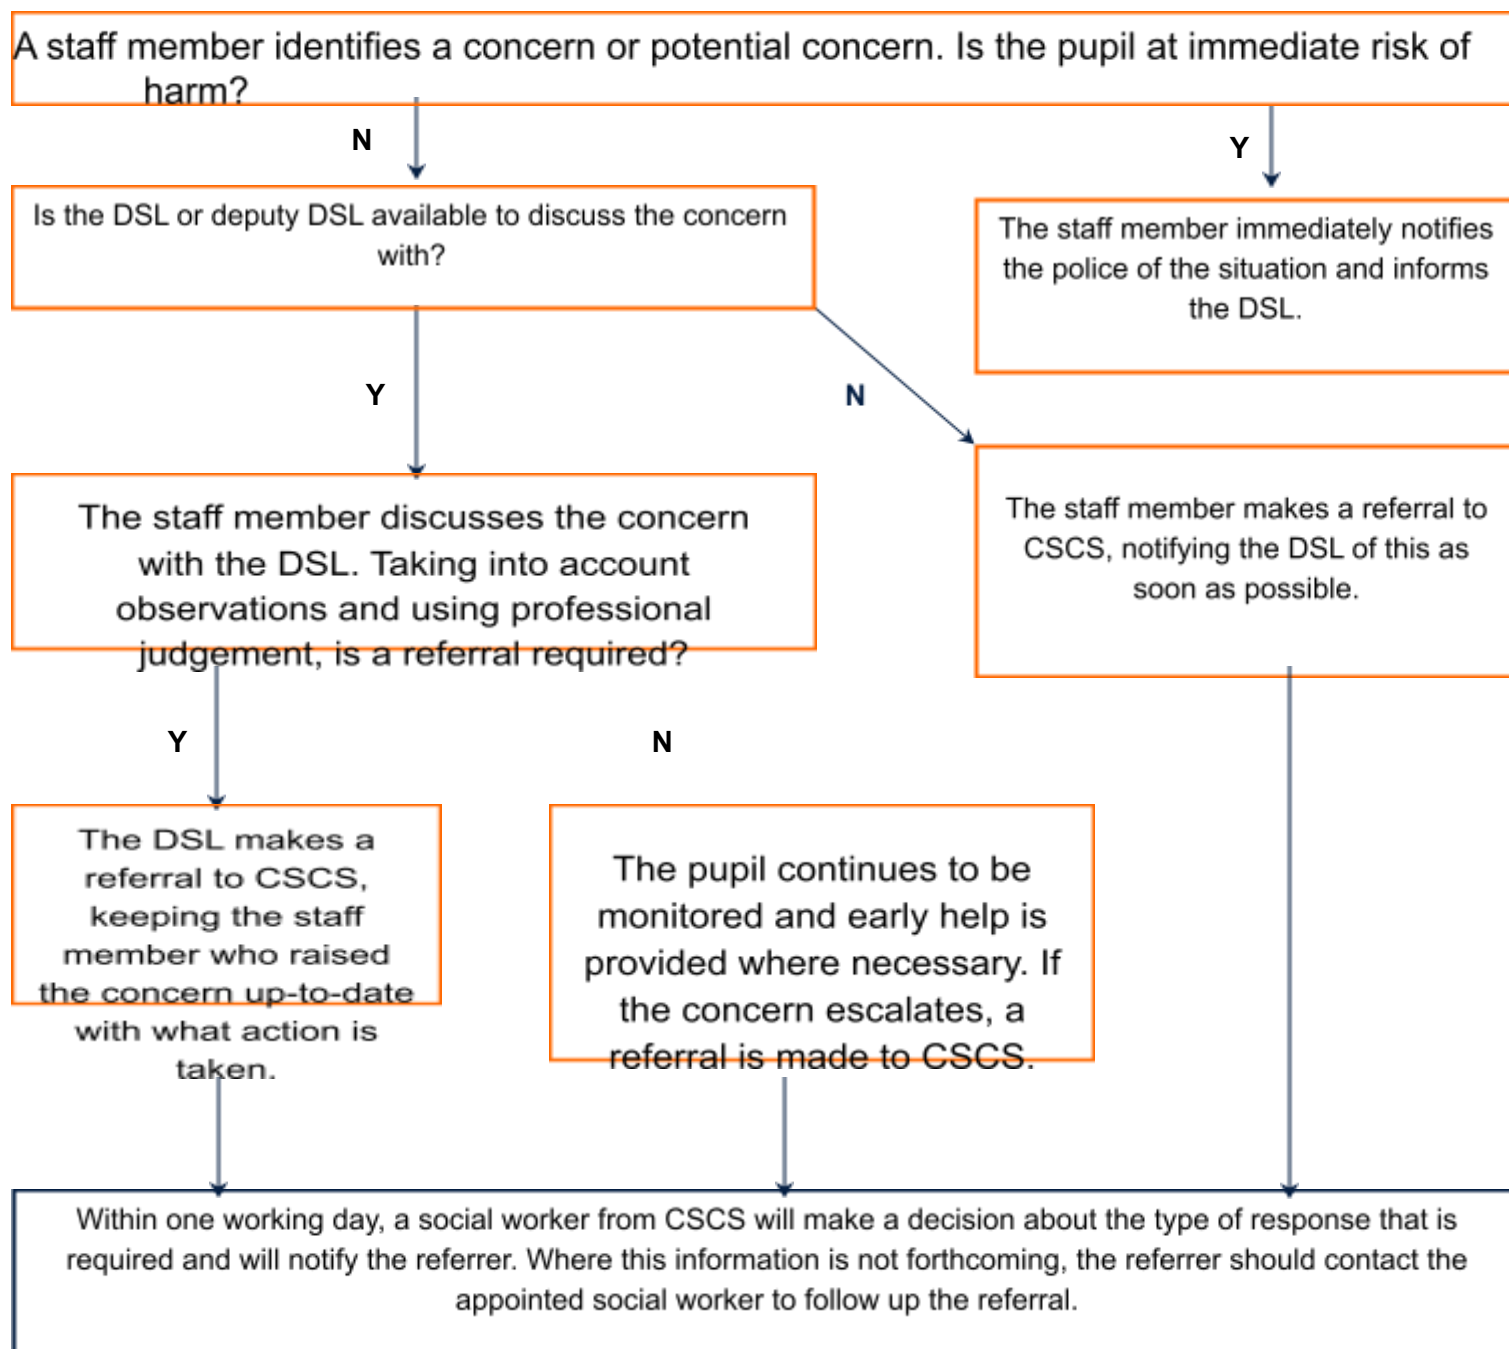 A staff member identifies a concern or potential concern. Is the pupil at immediate risk of
harm?
N
Y
Is the DSL or deputy DSL available to discuss the concern
with?
The staff member immediately notifies
the police of the situation and informs
the DSL.
Y
N
The staff member discusses the concern
with the DSL. Taking into account
observations and using professional
judgement, is a referral required?
The staff member makes a referral to
CSCS, notifying the DSL of this as
soon as possible.
Y
N
The DSL makes a
referral to CSCS,
keeping the staff
member who raised
the concern up-to-date
with what action is
taken.
The pupil continues to be
monitored and early help is
provided where necessary. If
the concern escalates, a
referral is made to CSCS.
Within one working day, a social worker from CSCS will make a decision about the type of response that is
required and will notify the referrer. Where this information is not forthcoming, the referrer should contact the
appointed social worker to follow up the referral.